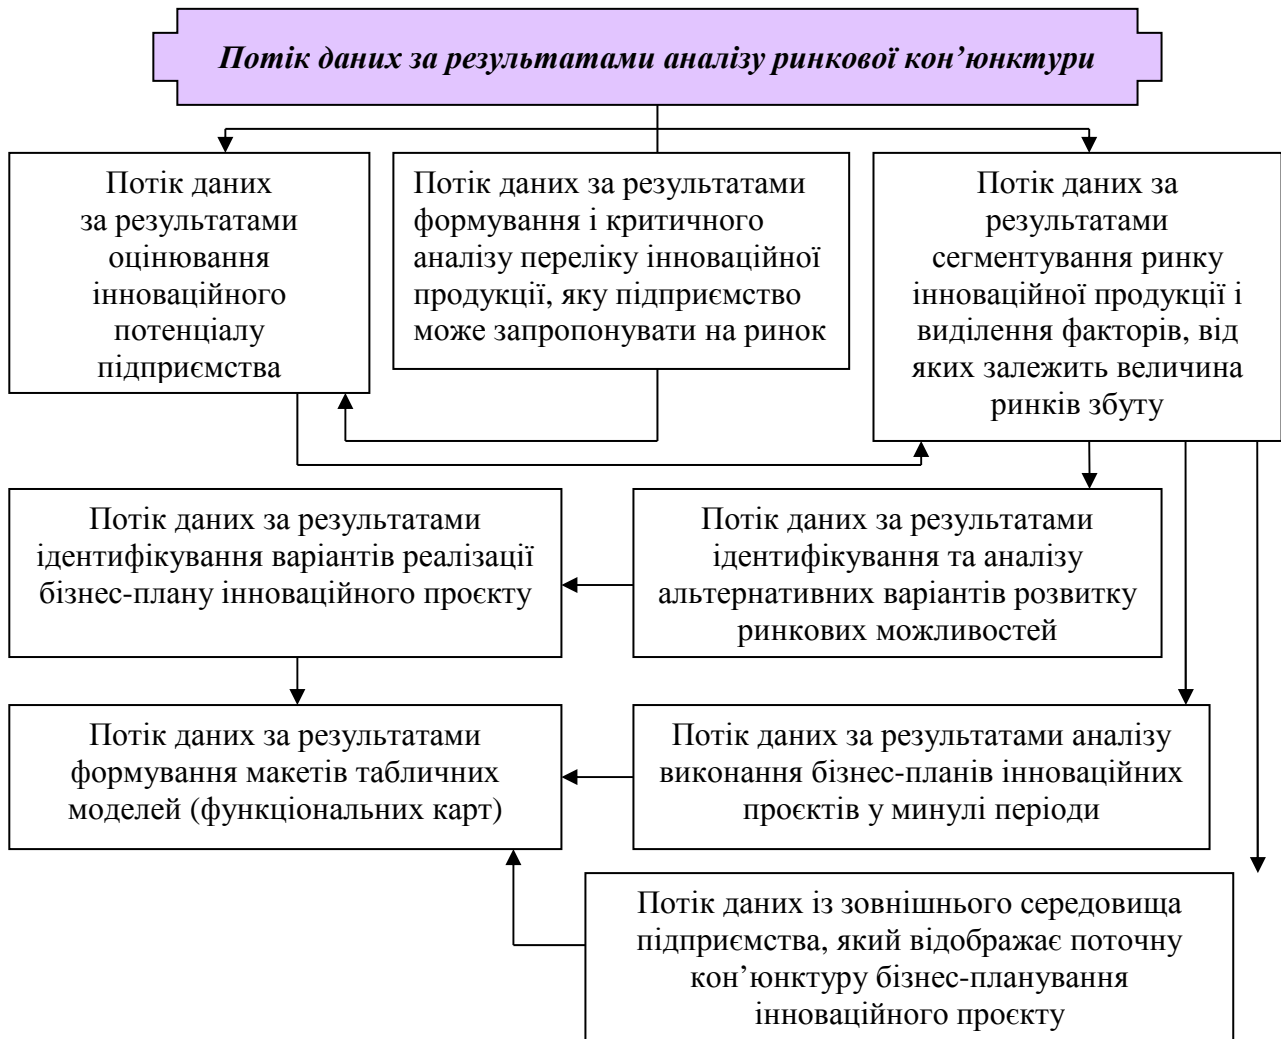 Потік даних за результатами аналізу ринкової кон’юнктури
Потік даних
за результатами
оцінювання
інноваційного
потенціалу
підприємства
Потік даних за результатами
формування і критичного
аналізу переліку інноваційної
продукції, яку підприємство
може запропонувати на ринок
Потік даних за
результатами
сегментування ринку
інноваційної продукції і
виділення факторів, від
яких залежить величина
ринків збуту
Потік даних за результатами
ідентифікування варіантів реалізації
бізнес-плану інноваційного проєкту
Потік даних за результатами
ідентифікування та аналізу
альтернативних варіантів розвитку
ринкових можливостей
Потік даних за результатами
формування макетів табличних
моделей (функціональних карт)
Потік даних за результатами аналізу
виконання бізнес-планів інноваційних
проєктів у минулі періоди
Потік даних із зовнішнього середовища
підприємства, який відображає поточну
кон’юнктуру бізнес-планування
інноваційного проєкту